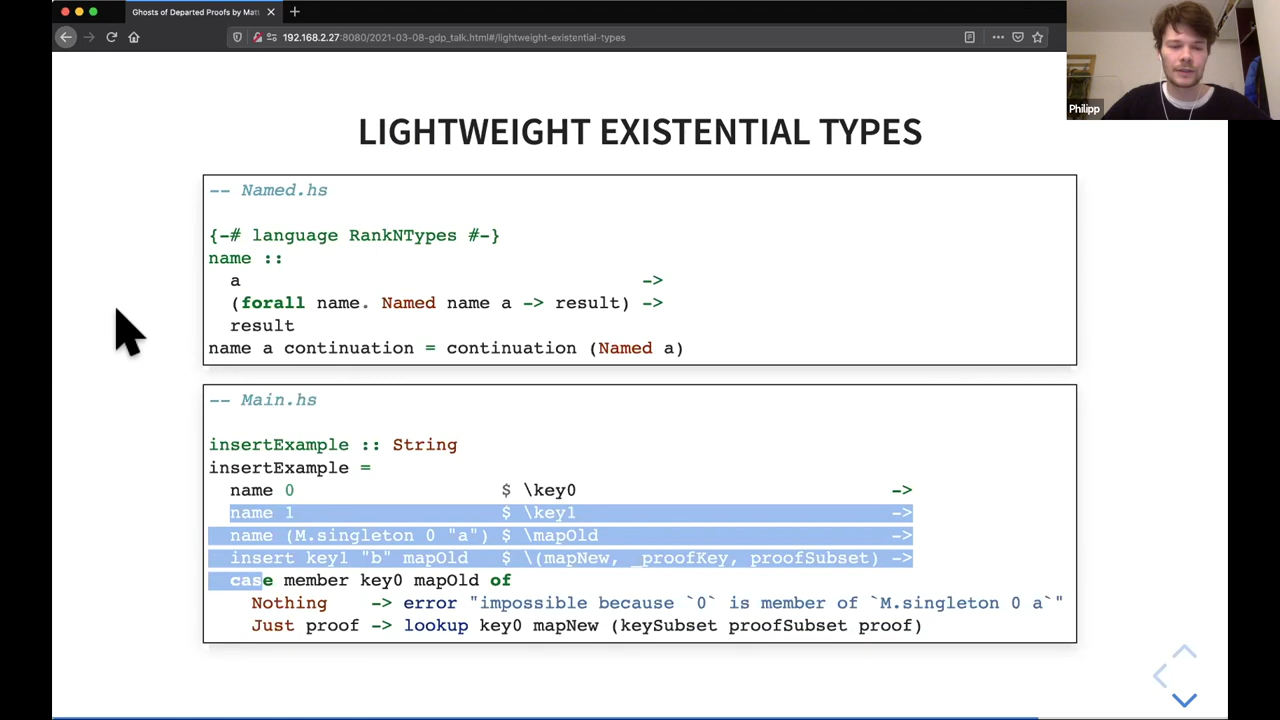 Ghosts of Departed Proofs by Mat
192.168.2.27:8080/2021-03-08-gdp_talk.html#/lightweight-existential-types
Philipp
LIGHTWEIGHT EXISTENTIAL TYPES
-- Named.hs
{-# language RankNTypes #-}
name ::
a ->
(forall name. Named name a -> result) ->
result
name a continuation = continuation (Named a)
-- Main.hs
insertExample :: String
insertExample =
name 0 $ \key0 ->
name 1 $ \key1 ->
name (M.singleton 0 "a") $ \mapOld ->
insert key1 "b" mapOld $ \(mapNew, _proofKey, proofSubset) ->
case member key0 mapOld of
Nothing -> error "impossible because `0` is member of `M.singleton 0 a`"
Just proof -> lookup key0 mapNew (keySubset proofSubset proof)